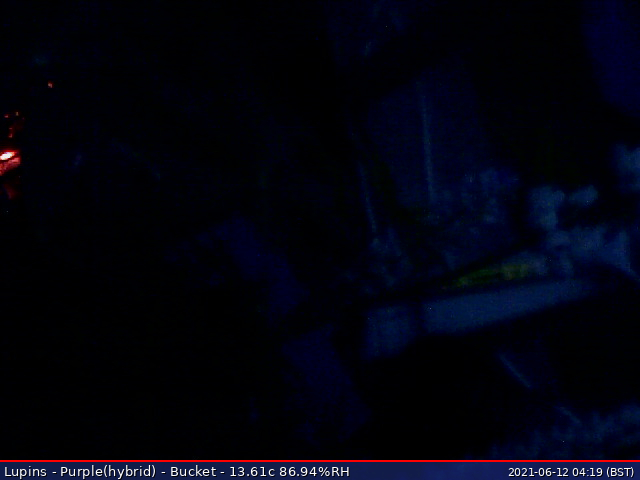 Lupins - Purple(hybrid) - Bucket - 13.61c 86.94%RH
2021-06-12 04:19 (BST)